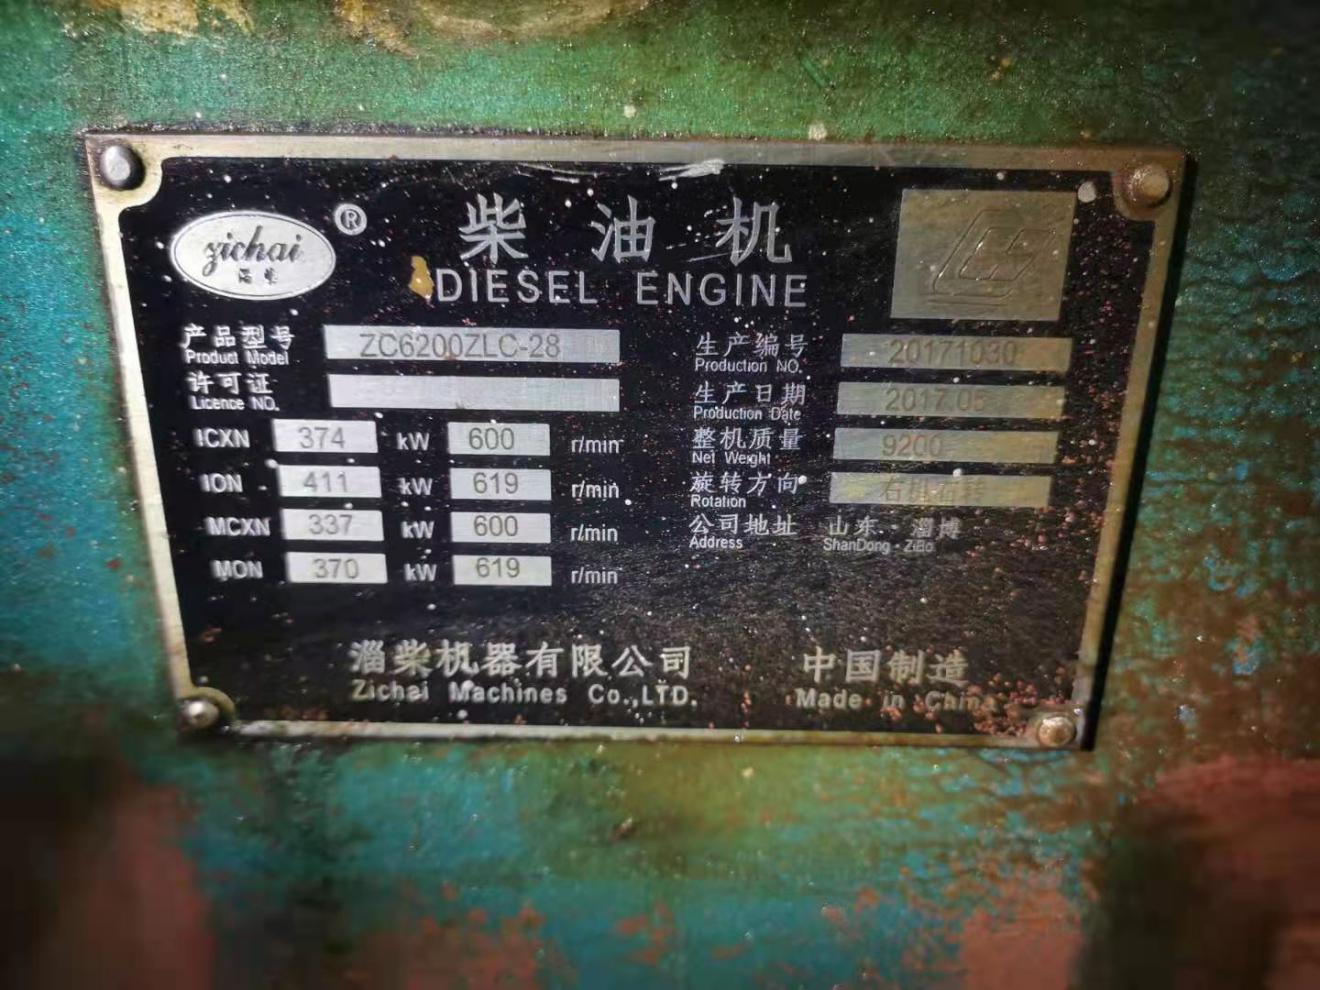 zichai ®
淄柴
柴油机
DIESEL ENGINE
产品型号 ZC6200ZLC-28
Product Model
许可证
Licence NO.
ICXN 374 kW 600 r/min
ION 411 kW 619 r/min
MCXN 337 kW 600 r/min
MON 370 kW 619 r/min
生产编号 20171030
Production NO.
生产日期 2017.05
Production Date
整机质量 9200
Net Weight
旋转方向 右机右转
Rotation
公司地址 山东·淄博
Address ShanDong·ZiBo
淄柴机器有限公司 中国制造
Zichai Machines Co.,LTD. Made in China